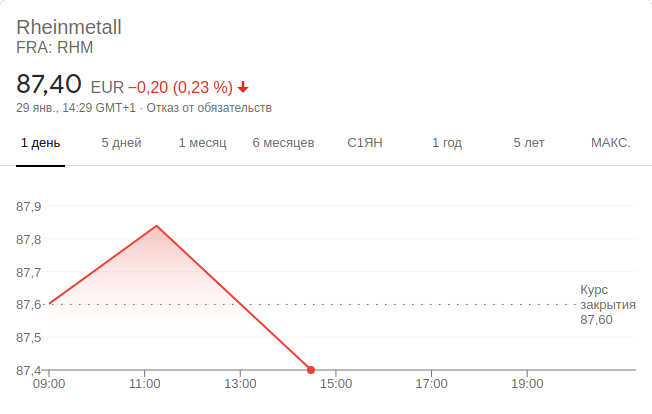 Rheinmetall
FRA: RHM
87,40 EUR −0,20 (0,23 %)
29 янв., 14:29 GMT+1 · Отказ от обязательств
1 день 5 дней 1 месяц 6 месяцев С1ЯН 1 год 5 лет МАКС.
87,9
87,8
87,7
87,6
87,5
87,4
Курс
закрытия
87,60
09:00 11:00 13:00 15:00 17:00 19:00